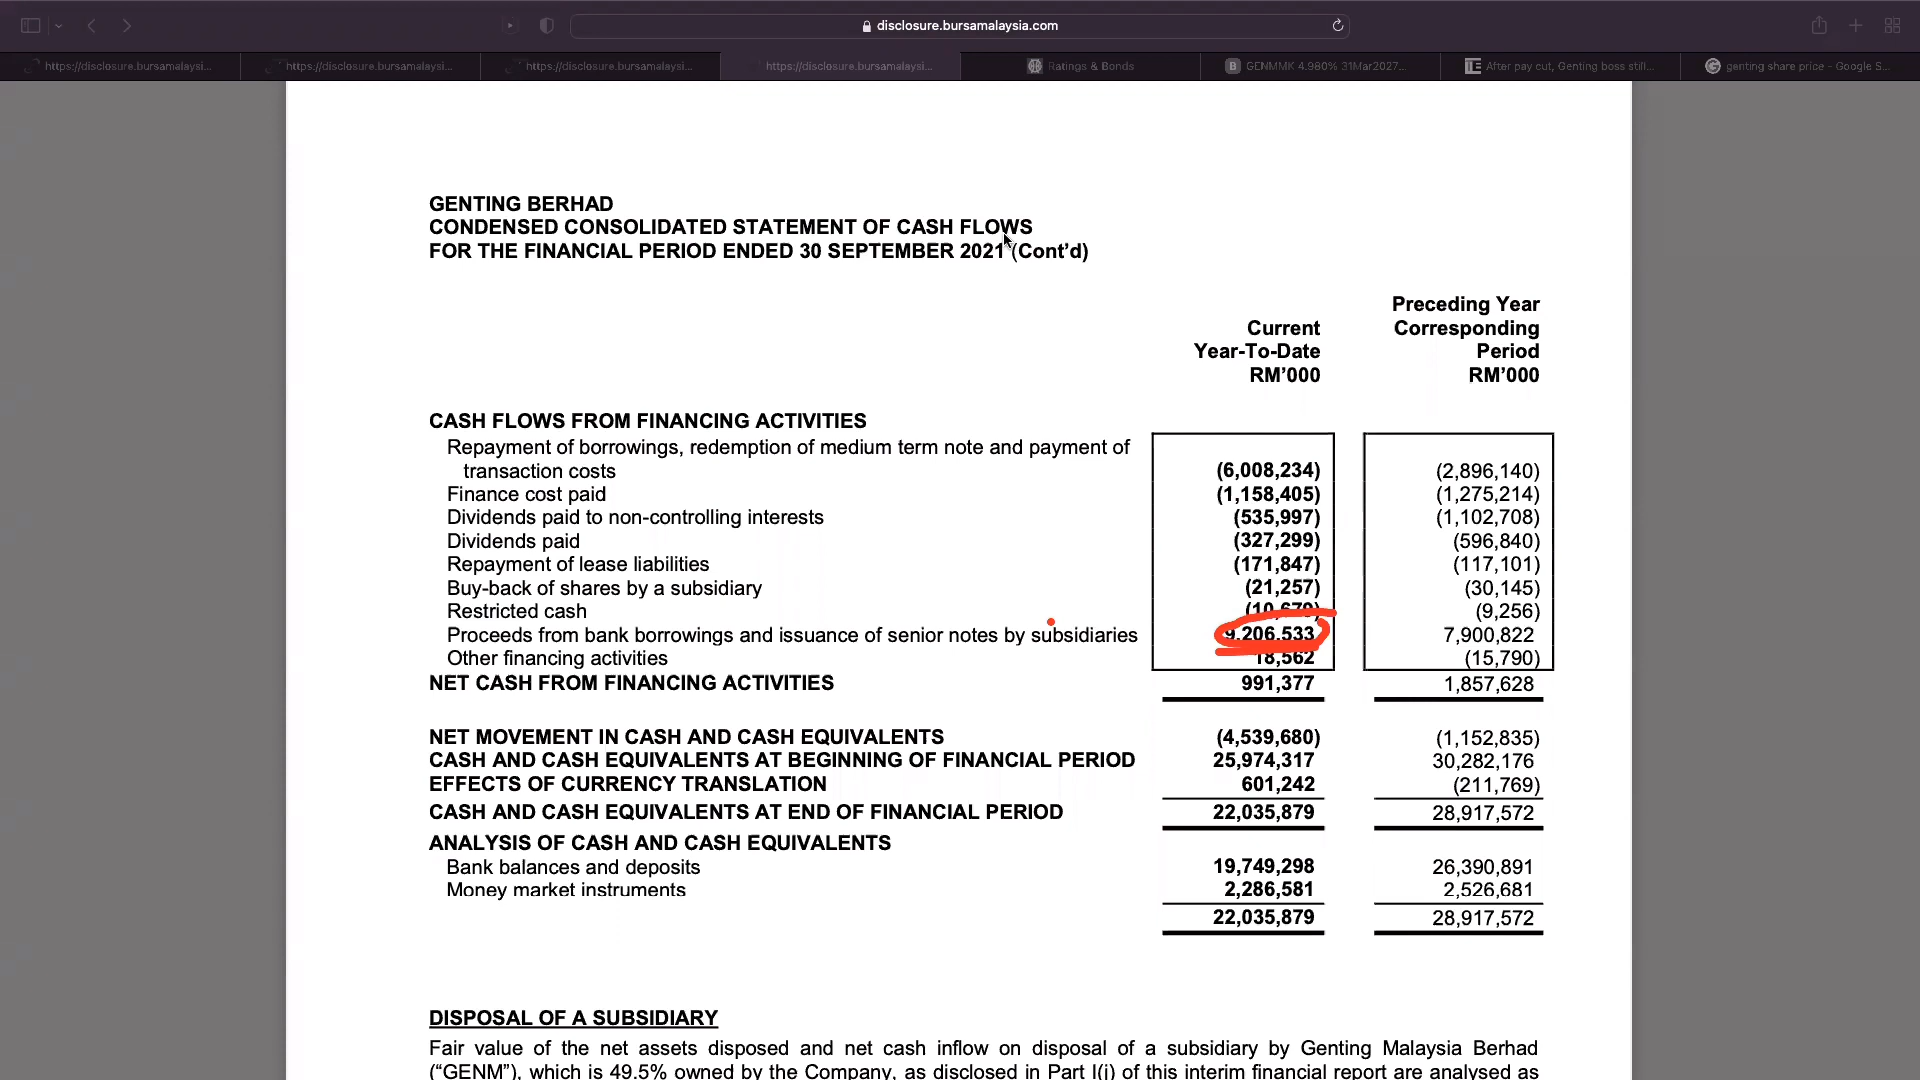 disclosure.bursamalaysia.com
https://disclosure.bursamalaysi...
https://disclosure.bursamalaysi...
https://disclosure.bursamalaysi...
https://disclosure.bursamalaysi...
Ratings & Bonds
GENMMK 4.980% 31Mar2027...
After pay cut, Genting boss still...
genting share price - Google S...
GENTING BERHAD
CONDENSED CONSOLIDATED STATEMENT OF CASH FLOWS
FOR THE FINANCIAL PERIOD ENDED 30 SEPTEMBER 2021 (Cont'd)
Current
Year-To-Date
RM'000
Preceding Year
Corresponding
Period
RM'000
CASH FLOWS FROM FINANCING ACTIVITIES
Repayment of borrowings, redemption of medium term note and payment of
transaction costs (6,008,234) (2,896,140)
Finance cost paid (1,158,405) (1,275,214)
Dividends paid to non-controlling interests (535,997) (1,102,708)
Dividends paid (327,299) (596,840)
Repayment of lease liabilities (171,847) (117,101)
Buy-back of shares by a subsidiary (21,257) (30,145)
Restricted cash (10,679) (9,256)
Proceeds from bank borrowings and issuance of senior notes by subsidiaries 9,206,533 7,900,822
Other financing activities 18,562 (15,790)
NET CASH FROM FINANCING ACTIVITIES 991,377 1,857,628
NET MOVEMENT IN CASH AND CASH EQUIVALENTS (4,539,680) (1,152,835)
CASH AND CASH EQUIVALENTS AT BEGINNING OF FINANCIAL PERIOD 25,974,317 30,282,176
EFFECTS OF CURRENCY TRANSLATION 601,242 (211,769)
CASH AND CASH EQUIVALENTS AT END OF FINANCIAL PERIOD 22,035,879 28,917,572
ANALYSIS OF CASH AND CASH EQUIVALENTS
Bank balances and deposits 19,749,298 26,390,891
Money market instruments 2,286,581 2,526,681
22,035,879 28,917,572
DISPOSAL OF A SUBSIDIARY
Fair value of the net assets disposed and net cash inflow on disposal of a subsidiary by Genting Malaysia Berhad
("GENM"), which is 49.5% owned by the Company, as disclosed in Part I(i) of this interim financial report are analysed as